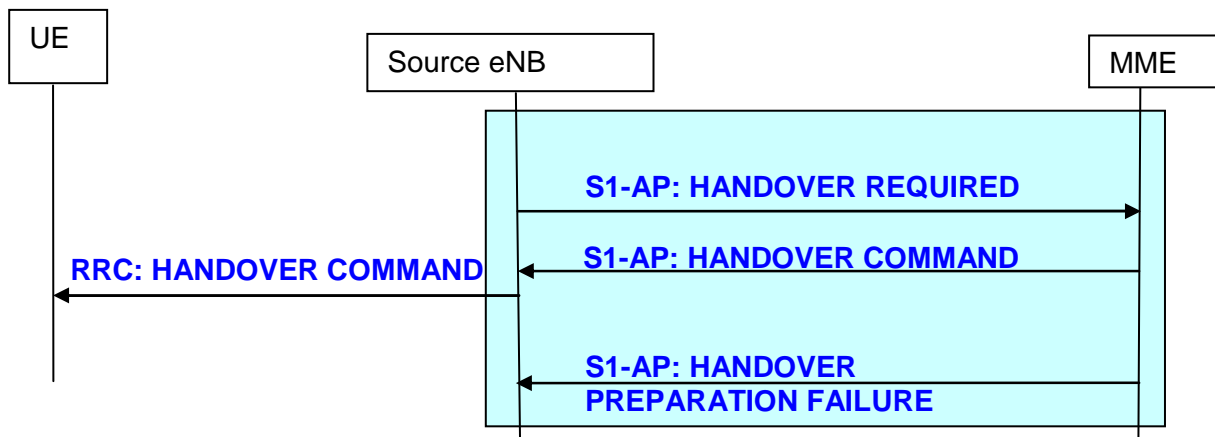 UE
Source eNB
MME
S1-AP: HANDOVER REQUIRED
S1-AP: HANDOVER COMMAND
RRC: HANDOVER COMMAND
S1-AP: HANDOVER
PREPARATION FAILURE